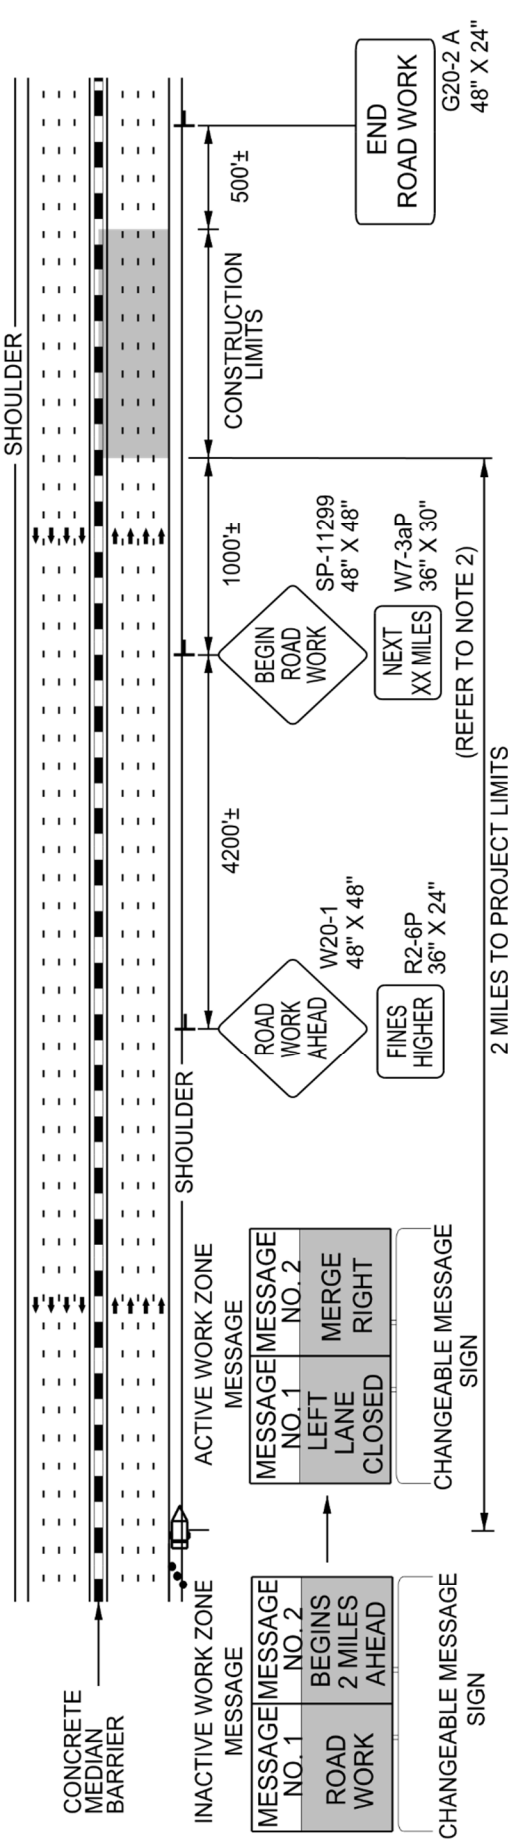 SHOULDER
CONCRETE
MEDIAN
BARRIER
SHOULDER
INACTIVE WORK ZONE
MESSAGE
MESSAGE
NO. 1
MESSAGE
NO. 2
ROAD
WORK
BEGINS
2 MILES
AHEAD
CHANGEABLE MESSAGE
SIGN
ACTIVE WORK ZONE
MESSAGE
MESSAGE
NO. 1
MESSAGE
NO. 2
LEFT
LANE
CLOSED
MERGE
RIGHT
CHANGEABLE MESSAGE
SIGN
4200'±
ROAD
WORK
AHEAD
W20-1
48" X 48"
FINES
HIGHER
R2-6P
36" X 24"
1000'±
BEGIN
ROAD
WORK
SP-11299
48" X 48"
NEXT
XX MILES
W7-3aP
36" X 30"
(REFER TO NOTE 2)
2 MILES TO PROJECT LIMITS
CONSTRUCTION
LIMITS
500'±
END
ROAD WORK
G20-2 A
48" X 24"